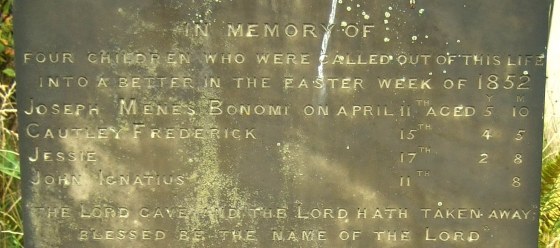 IN MEMORY OF
FOUR CHILDREN WHO WERE CALLED OUT OF THIS LIFE
INTO A BETTER IN THE EASTER WEEK OF 1852
Y M
JOSEPH MENES BONOMI ON APRIL 11TH AGED 5 10
CAUTLEY FREDERICK 15TH 4 5
JESSIE 17TH 2 8
JOHN IGNATIUS 11TH 8
"THE LORD GAVE AND THE LORD HATH TAKEN AWAY
BLESSED BE THE NAME OF THE LORD"